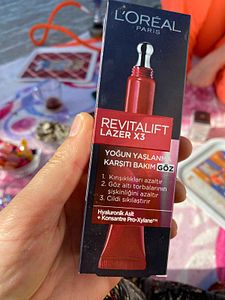 L'ORÉAL
PARIS
REVITALIFT
LAZER X3
YOĞUN YAŞLANMA
KARŞITI BAKIM GÖZ
1. Kırışıklıkları azaltır
2. Göz altı torbalarının
şişkinliğini azaltır
3. Cildi sıkılaştırır
Hyaluronik Asit
+ Konsantre Pro-Xylane™